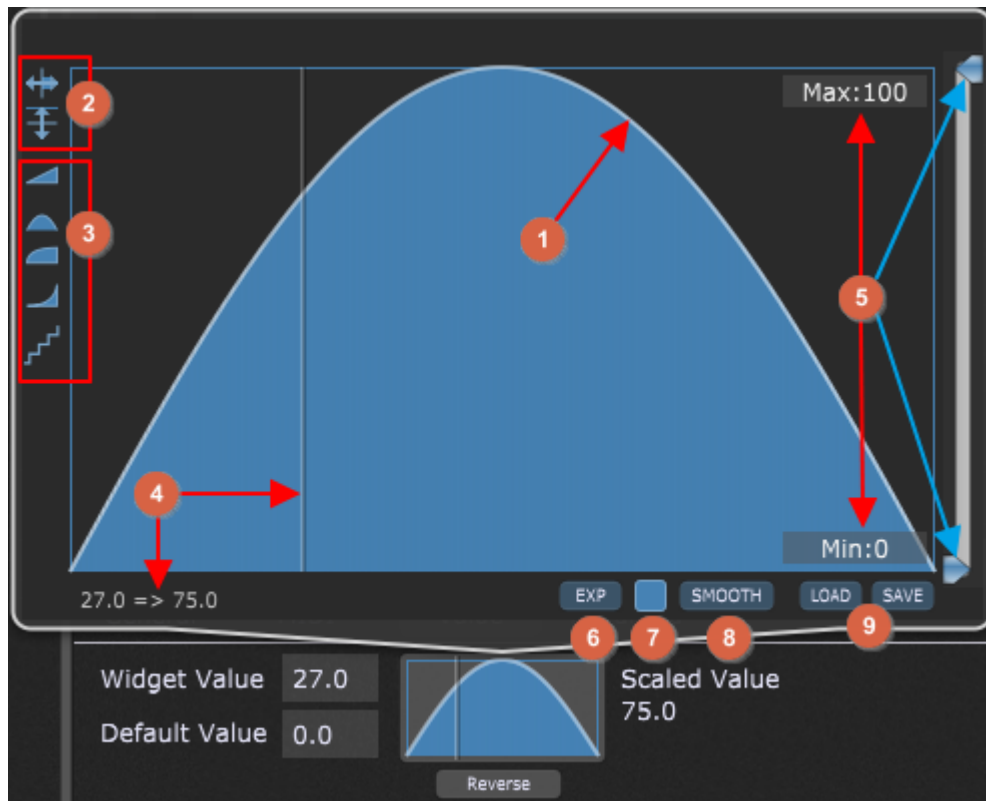 2
Max:100
3
1
5
4
Min:0
27.0 => 75.0
EXP
SMOOTH
LOAD
SAVE
6
7
8
9
Widget Value
27.0
Scaled Value
75.0
Default Value
0.0
Reverse